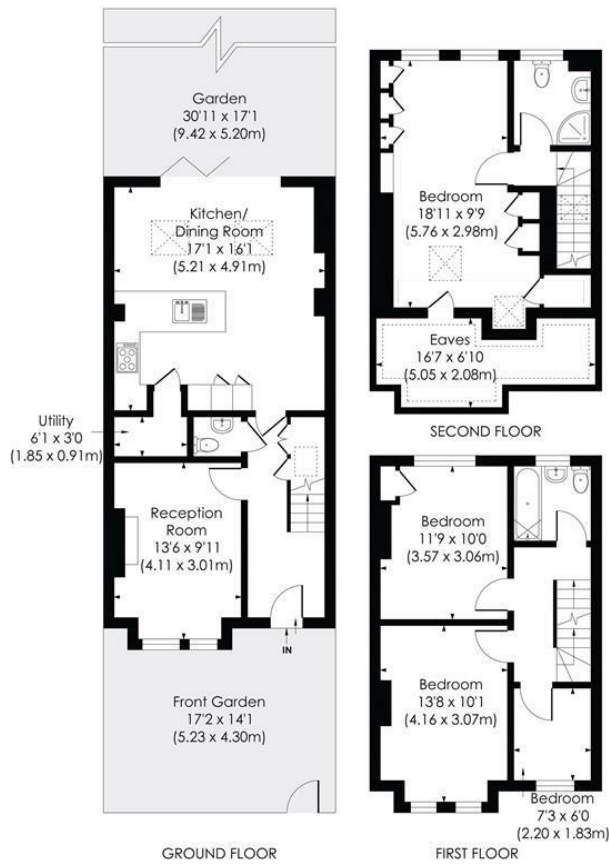 Garden
30'11 x 17'1
(9.42 x 5.20m)
Kitchen/
Dining Room
17'1 x 16'1
(5.21 x 4.91m)
Utility
6'1 x 3'0
(1.85 x 0.91m)
Reception
Room
13'6 x 9'11
(4.11 x 3.01m)
IN
Front Garden
17'2 x 14'1
(5.23 x 4.30m)
GROUND FLOOR
Bedroom
18'11 x 9'9
(5.76 x 2.98m)
Eaves
16'7 x 6'10
(5.05 x 2.08m)
SECOND FLOOR
Bedroom
11'9 x 10'0
(3.57 x 3.06m)
Bedroom
13'8 x 10'1
(4.16 x 3.07m)
Bedroom
7'3 x 6'0
(2.20 x 1.83m)
FIRST FLOOR